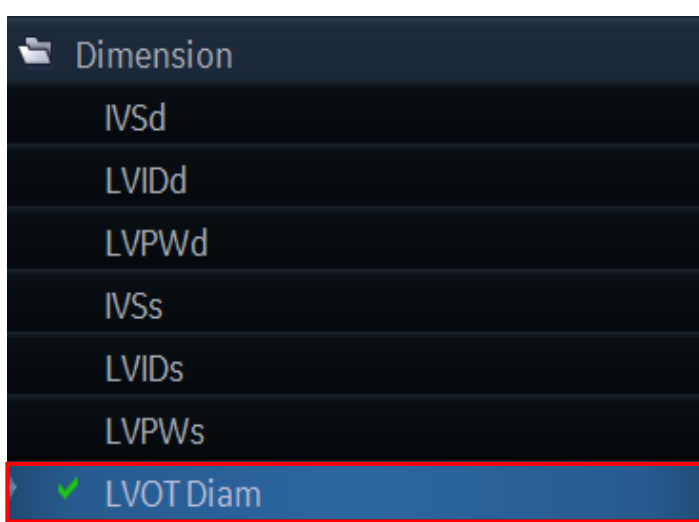 Dimension
IVSd
LVIDd
LVPWd
IVSs
LVIDs
LVPWs
LVOT Diam